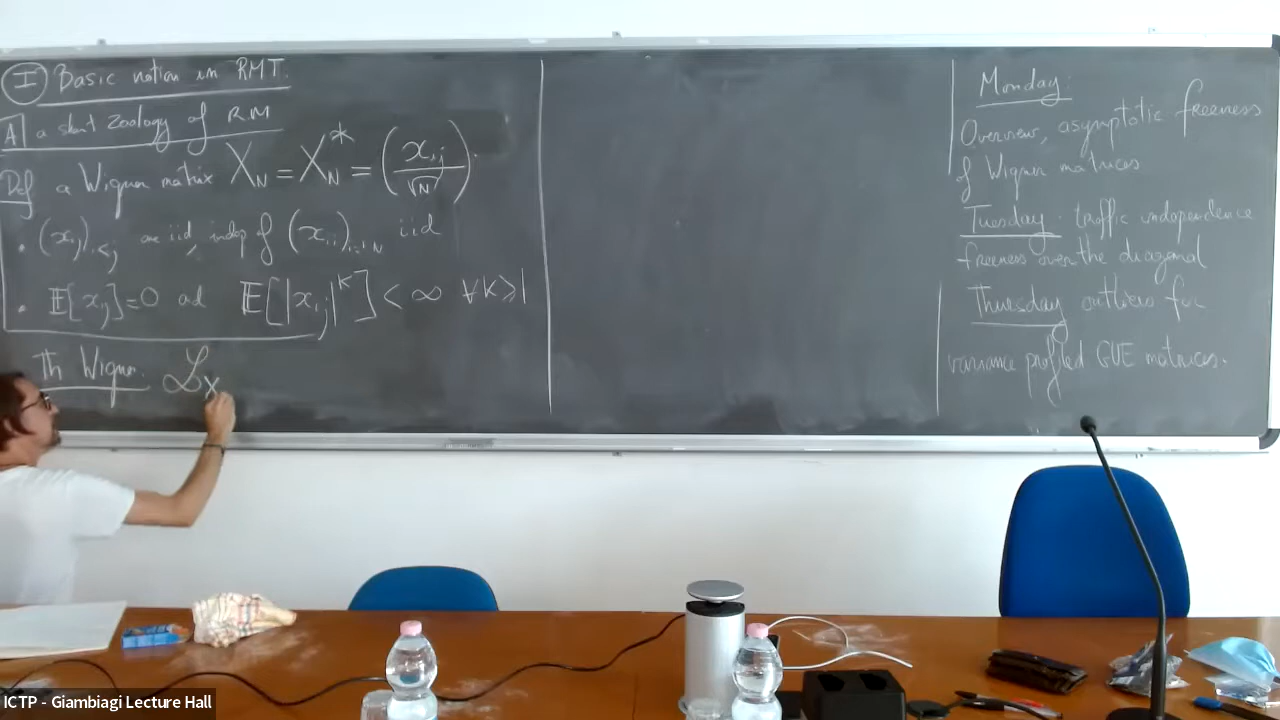 I Basic notion in RMT.
A a short Zoology of RM
Def a Wigner matrix X_N = X_N^* = (x_ij / √N)
• (x_ij)_{i<j} are iid, indep of (x_ii)_{i=1..N} iid
• E[x_ij]=0 and E[|x_ij|^K] < ∞ ∀K≥1
Th Wigner. ℒ_X
Monday:
Overview, asymptotic freeness
of Wigner matrices
Tuesday: traffic independence
freeness over the diagonal
Thursday outliers for
variance profiled GUE matrices.
ICTP - Giambiagi Lecture Hall